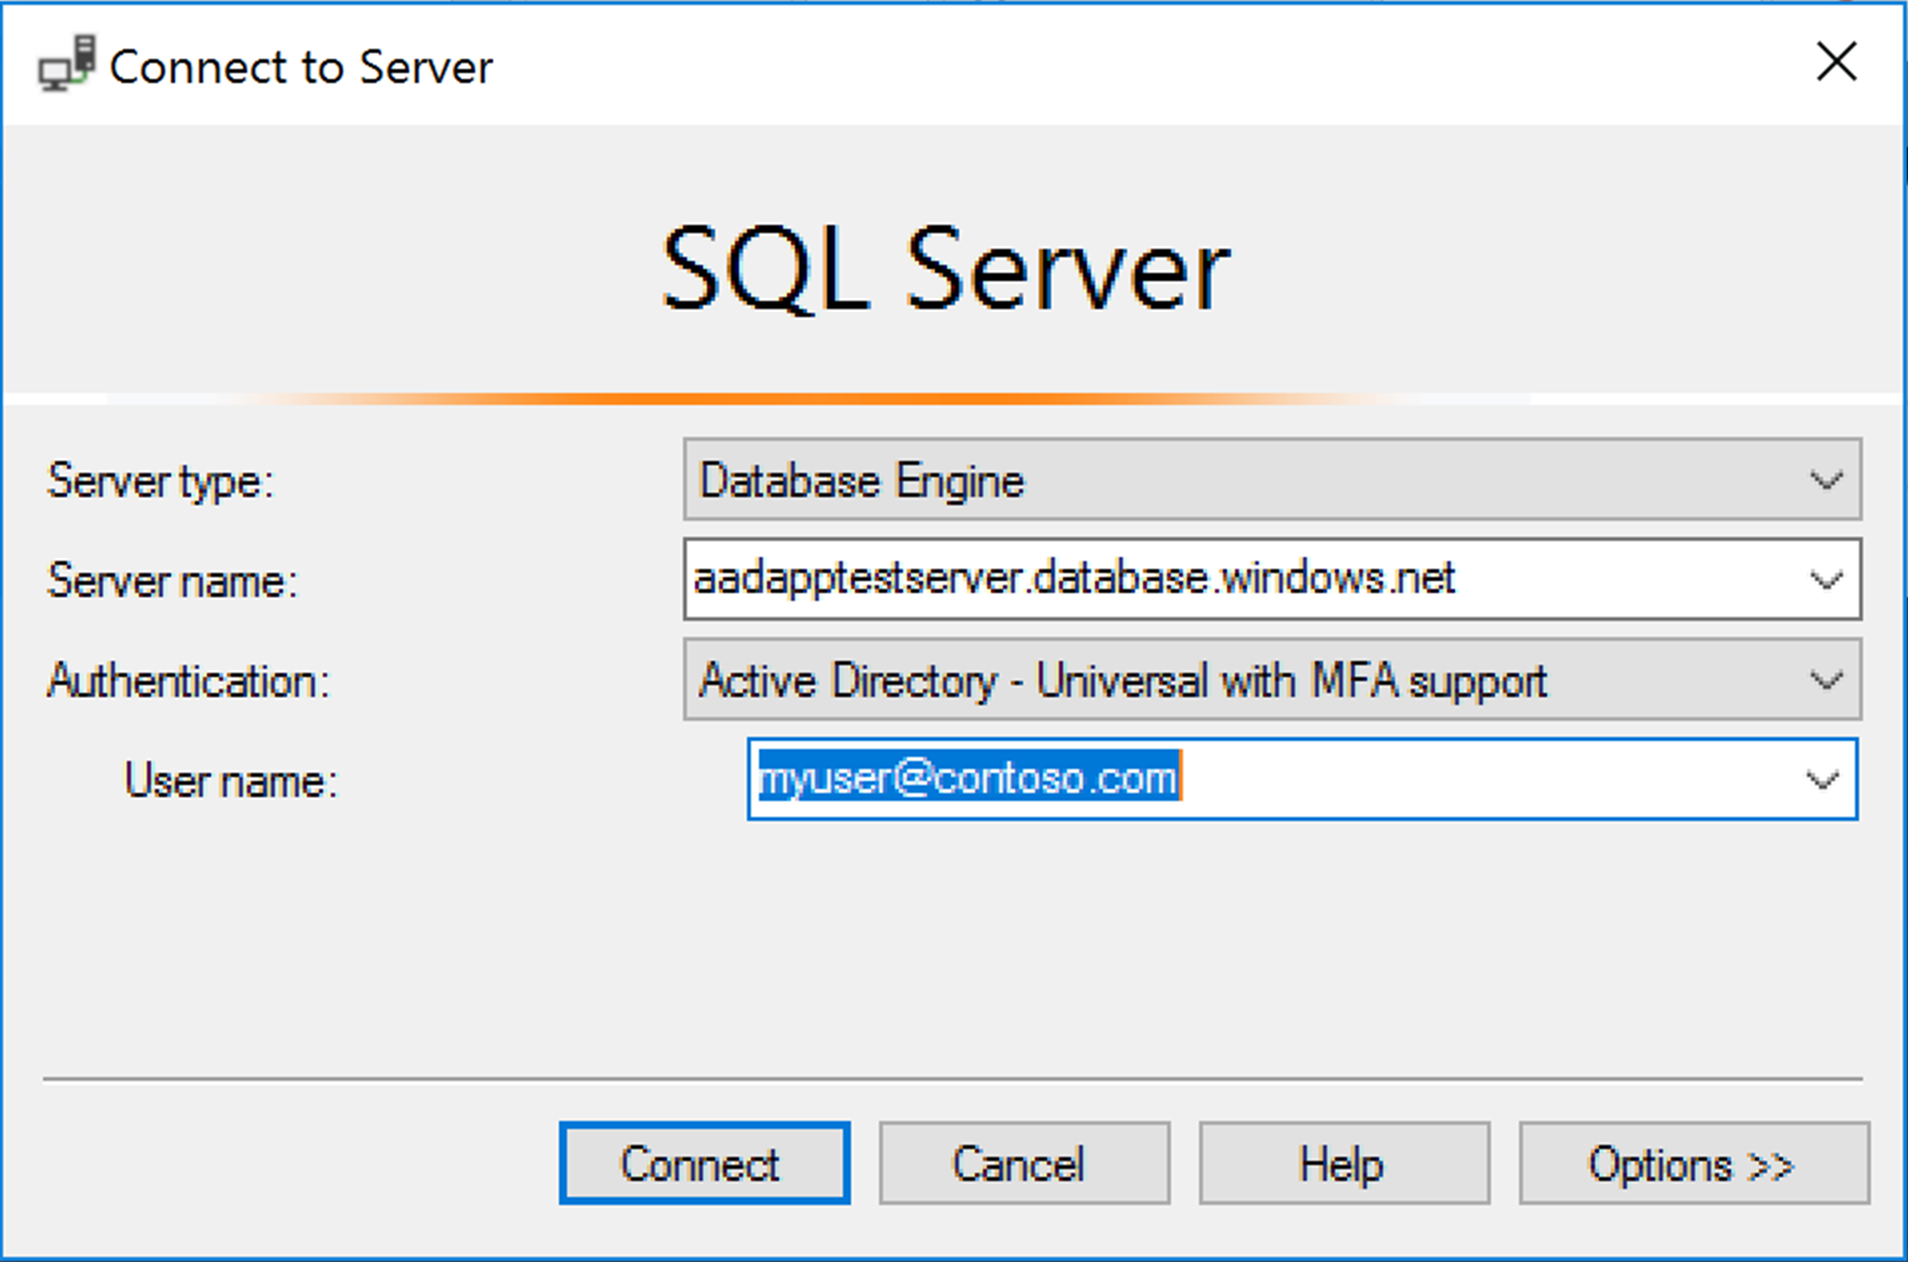 Connect to Server
SQL Server
Server type: Database Engine
Server name: aadapptestserver.database.windows.net
Authentication: Active Directory - Universal with MFA support
User name: myuser@contoso.com
Connect Cancel Help Options >>